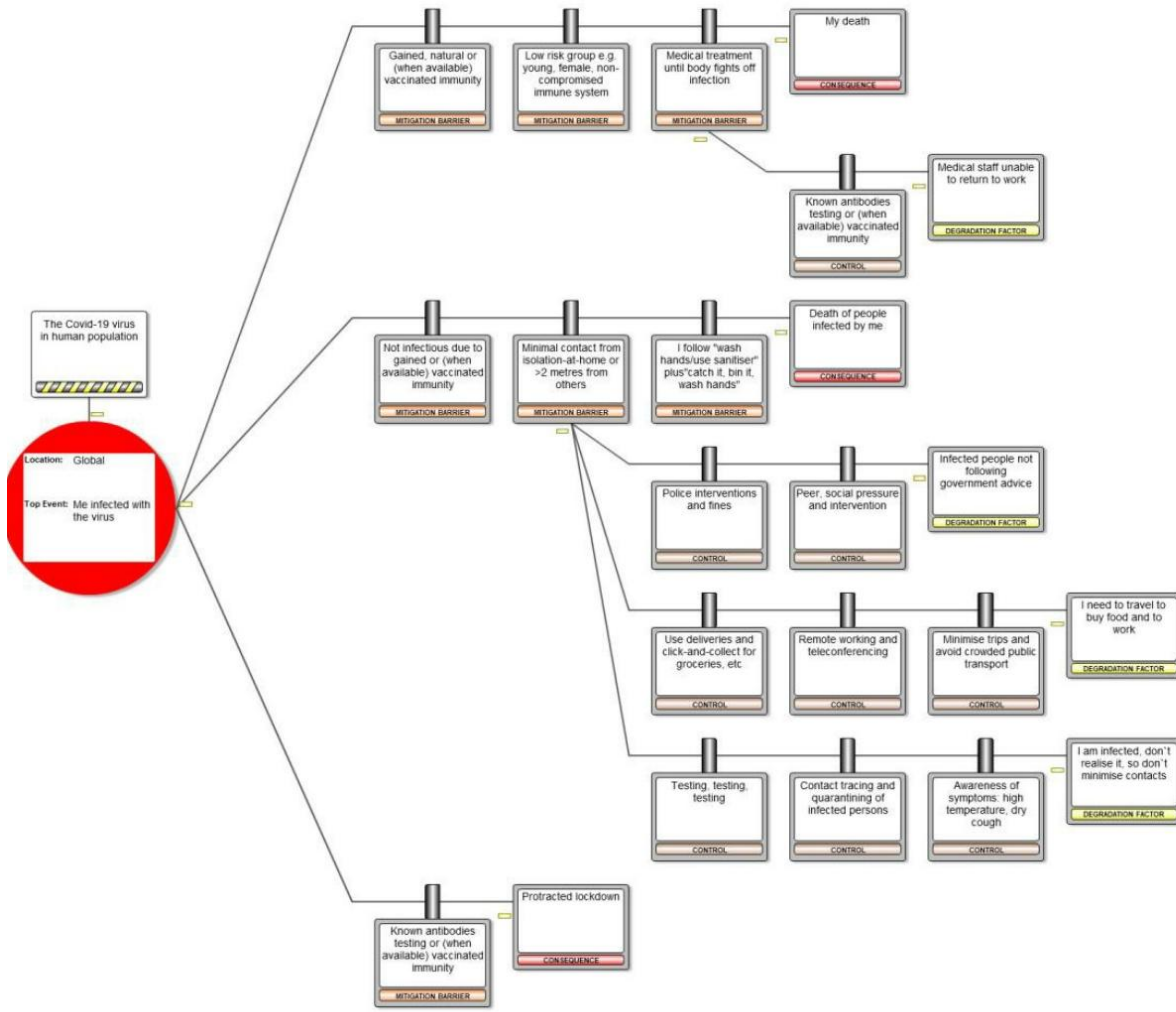 My death
CONSEQUENCE
Gained, natural or
(when available)
vaccinated immunity
MITIGATION BARRIER
Low risk group e.g.
young, female, non-
compromised
immune system
MITIGATION BARRIER
Medical treatment
until body fights off
infection
MITIGATION BARRIER
Medical staff unable
to return to work
DEGRADATION FACTOR
Known antibodies
testing or (when
available) vaccinated
immunity
CONTROL
The Covid-19 virus
in human population
Location: Global
Top Event: Me infected with
the virus
Death of people
infected by me
CONSEQUENCE
Not infectious due to
gained or (when
available) vaccinated
immunity
MITIGATION BARRIER
Minimal contact from
isolation-at-home or
>2 metres from
others
MITIGATION BARRIER
I follow "wash
hands/use sanitiser"
plus"catch it, bin it,
wash hands"
MITIGATION BARRIER
Infected people not
following
government advice
DEGRADATION FACTOR
Police interventions
and fines
CONTROL
Peer, social pressure
and intervention
CONTROL
I need to travel to
buy food and to
work
DEGRADATION FACTOR
Use deliveries and
click-and-collect for
groceries, etc
CONTROL
Remote working and
teleconferencing
CONTROL
Minimise trips and
avoid crowded public
transport
CONTROL
I am infected, don`t
realise it, so don`t
minimise contacts
DEGRADATION FACTOR
Testing, testing,
testing
CONTROL
Contact tracing and
quarantining of
infected persons
CONTROL
Awareness of
symptoms: high
temperature, dry
cough
CONTROL
Protracted lockdown
CONSEQUENCE
Known antibodies
testing or (when
available) vaccinated
immunity
MITIGATION BARRIER